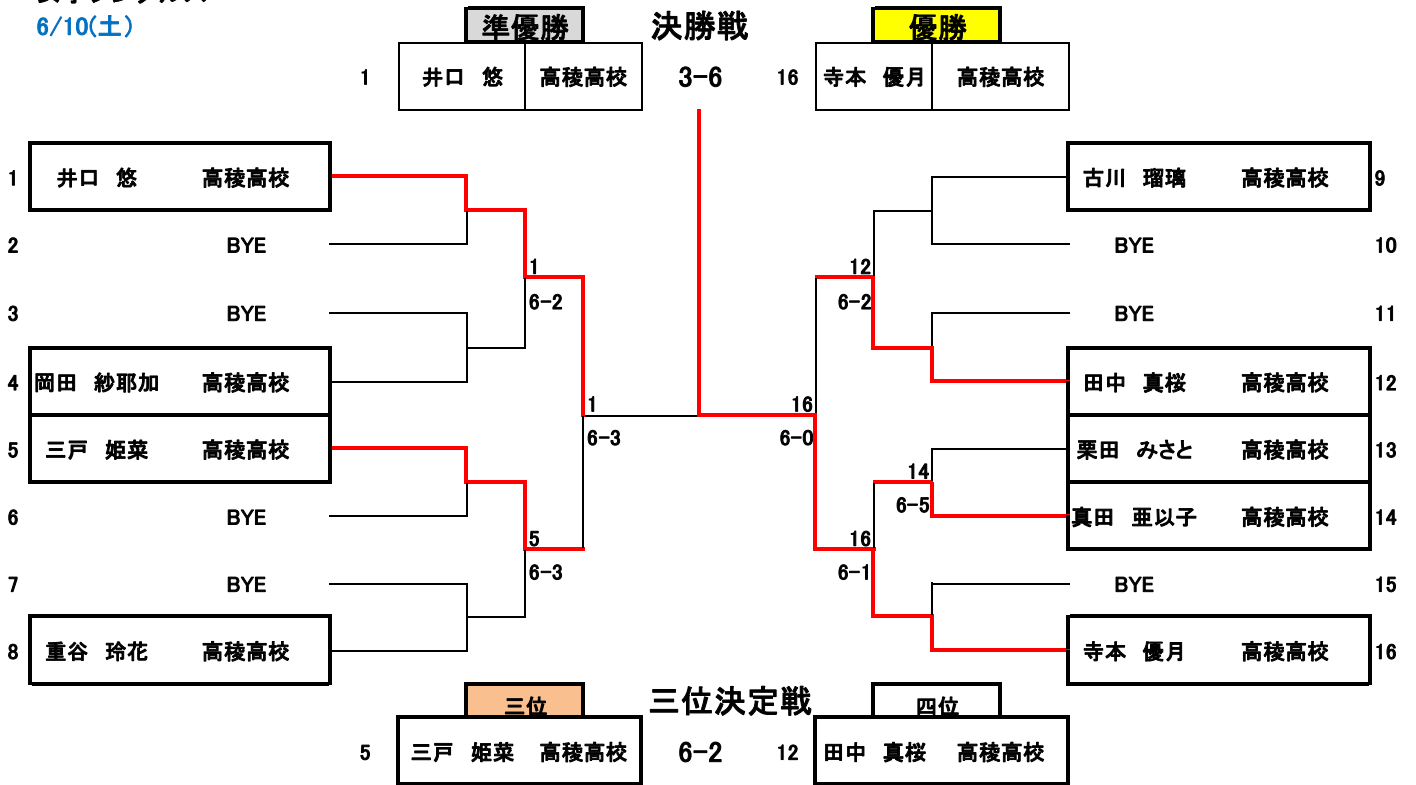 6/10(土)
準優勝 決勝戦 優勝
1 井口 悠 高稜高校 3-6 16 寺本 優月 高稜高校
1 井口 悠 高稜高校 古川 瑠璃 高稜高校 9
2 BYE BYE 10
1 12
6-2 6-2
3 BYE BYE 11
4 岡田 紗耶加 高稜高校 田中 真桜 高稜高校 12
1 16
6-3 6-0
5 三戸 姫菜 高稜高校 栗田 みさと 高稜高校 13
14
6-5
6 BYE 真田 亜以子 高稜高校 14
5 16
6-3 6-1
7 BYE BYE 15
8 重谷 玲花 高稜高校 寺本 優月 高稜高校 16
三位 三位決定戦 四位
5 三戸 姫菜 高稜高校 6-2 12 田中 真桜 高稜高校